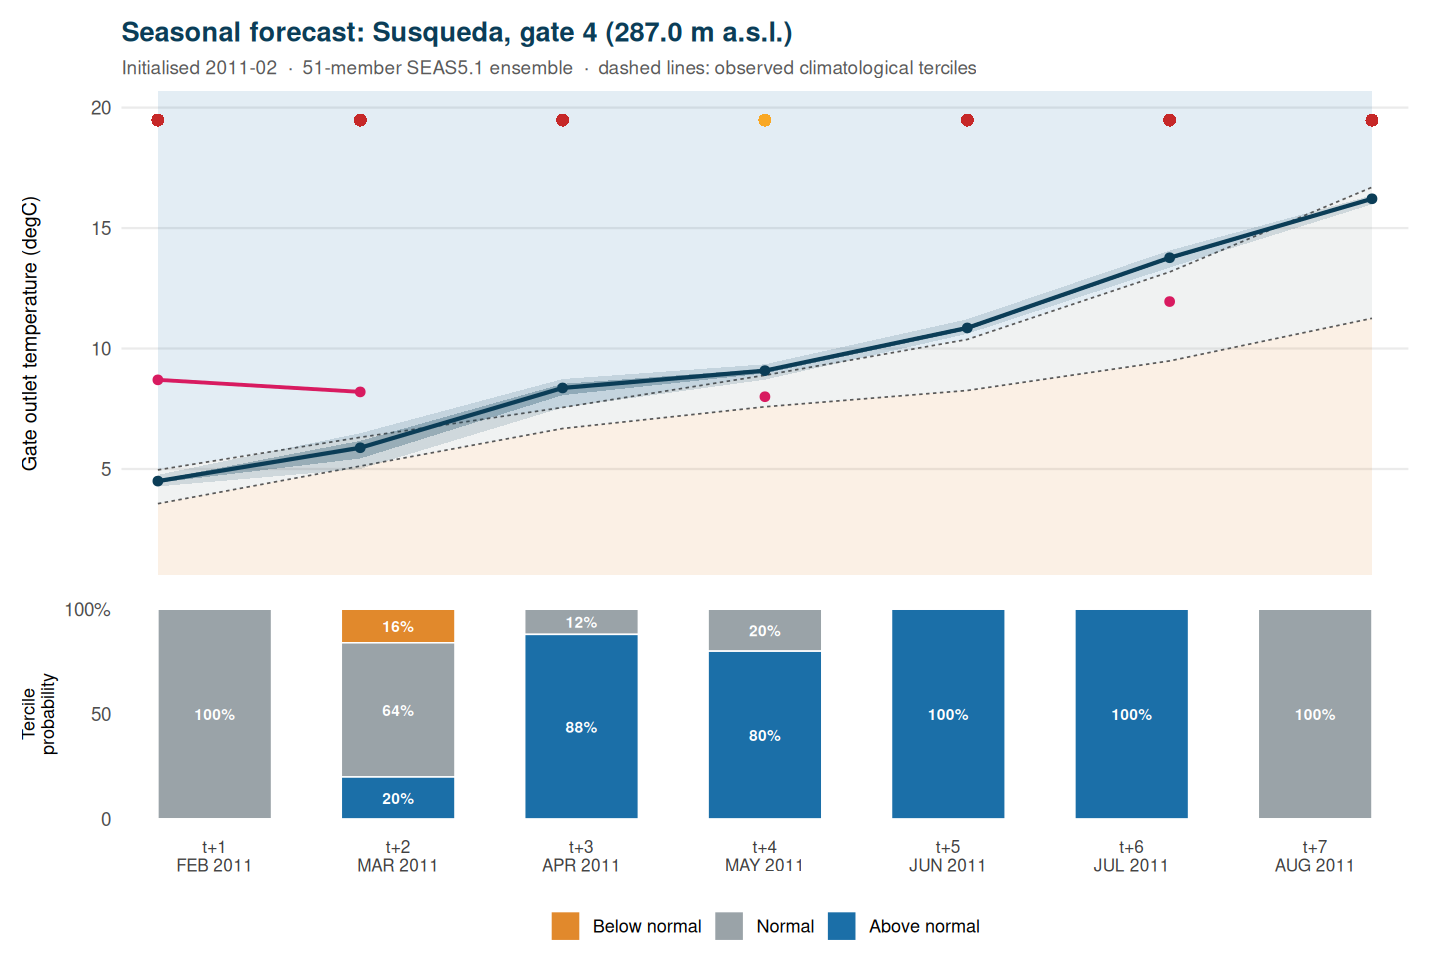 Seasonal forecast: Susqueda, gate 4 (287.0 m a.s.l.)
Initialised 2011-02 · 51-member SEAS5.1 ensemble · dashed lines: observed climatological terciles
Gate outlet temperature (degC)
20
15
10
5
Tercile
probability
100%
50
0
100%
16%
64%
20%
12%
88%
20%
80%
100%
100%
100%
t+1
FEB 2011
t+2
MAR 2011
t+3
APR 2011
t+4
MAY 2011
t+5
JUN 2011
t+6
JUL 2011
t+7
AUG 2011
Below normal
Normal
Above normal